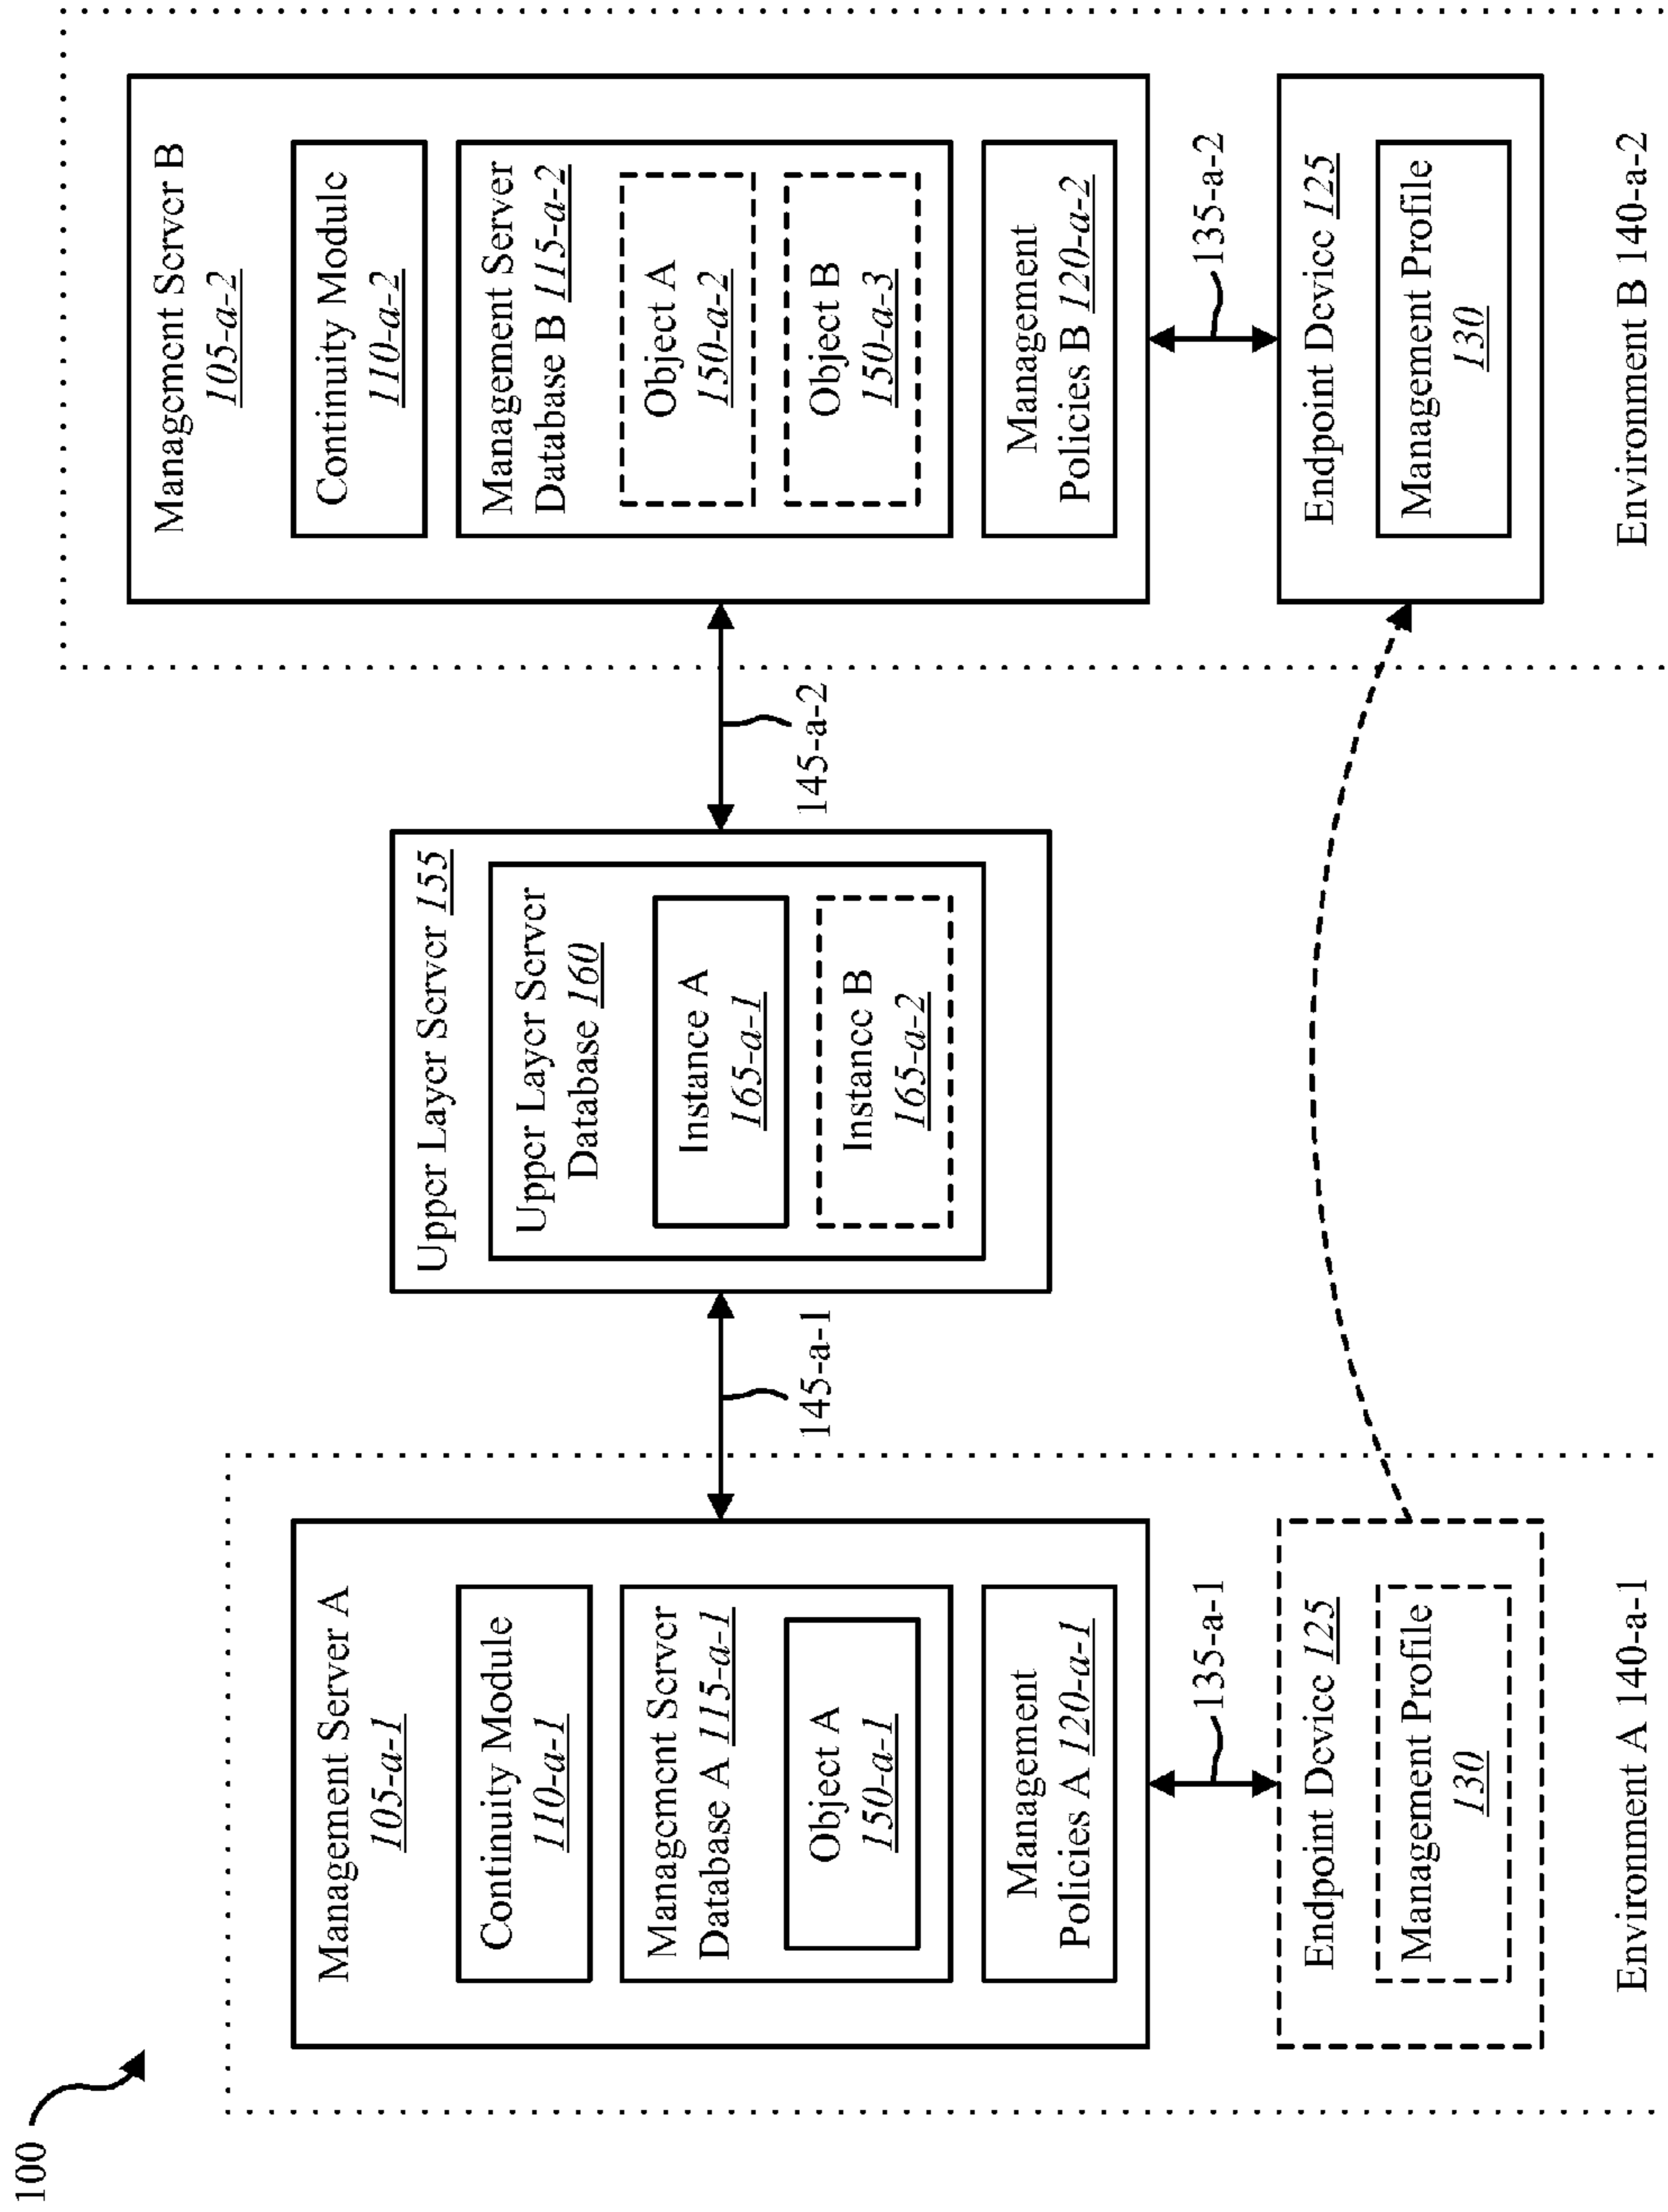 100
Management Server A
105-a-1
Continuity Module
110-a-1
Management Server
Database A 115-a-1
Object A
150-a-1
Management
Policies A 120-a-1
135-a-1
Endpoint Device 125
Management Profile
130
Environment A 140-a-1
145-a-1
Upper Layer Server 155
Upper Layer Server
Database 160
Instance A
165-a-1
Instance B
165-a-2
145-a-2
Management Server B
105-a-2
Continuity Module
110-a-2
Management Server
Database B 115-a-2
Object A
150-a-2
Object B
150-a-3
Management
Policies B 120-a-2
135-a-2
Endpoint Device 125
Management Profile
130
Environment B 140-a-2